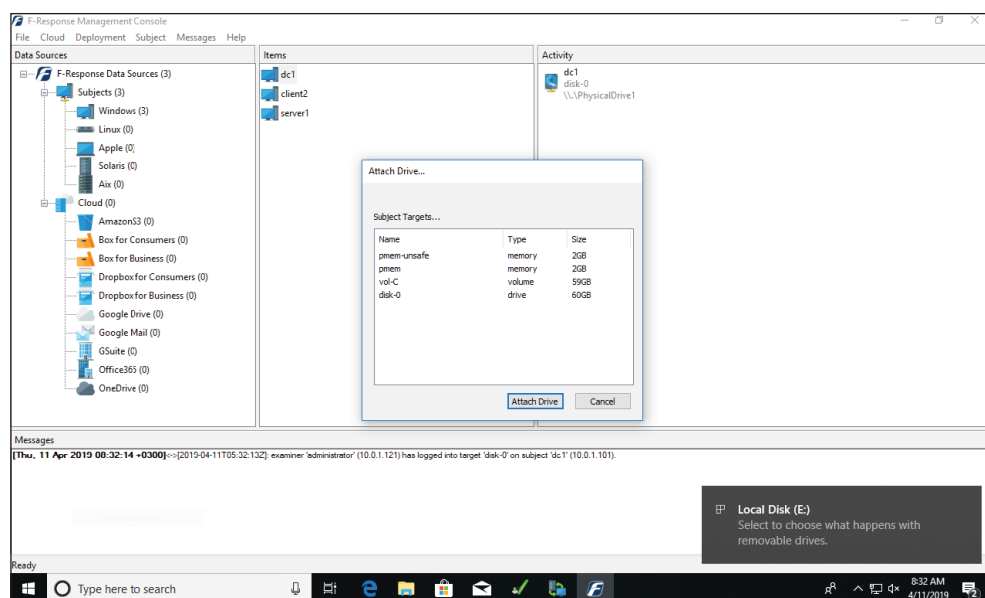 F-Response Management Console
File Cloud Deployment Subject Messages Help
Data Sources
F-Response Data Sources (3)
Subjects (3)
Windows (3)
Linux (0)
Apple (0)
Solaris (0)
Aix (0)
Cloud (0)
AmazonS3 (0)
Box for Consumers (0)
Box for Business (0)
Dropbox for Consumers (0)
Dropbox for Business (0)
Google Drive (0)
Google Mail (0)
GSuite (0)
Office365 (0)
OneDrive (0)
Items
dc1
client2
server1
Activity
dc1
disk-0
\\.\PhysicalDrive1
Attach Drive...
Subject Targets...
Name Type Size
pmem-unsafe memory 2GB
pmem memory 2GB
vol-C volume 59GB
disk-0 drive 60GB
Attach Drive Cancel
Messages
[Thu, 11 Apr 2019 08:32:14 +0300]<->[2019-04-11T05:32:13Z]: examiner 'administrator' (10.0.1.121) has logged into target 'disk-0' on subject 'dc1' (10.0.1.101).
Local Disk (E:)
Select to choose what happens with
removable drives.
Ready
Type here to search
8:32 AM
4/11/2019
2